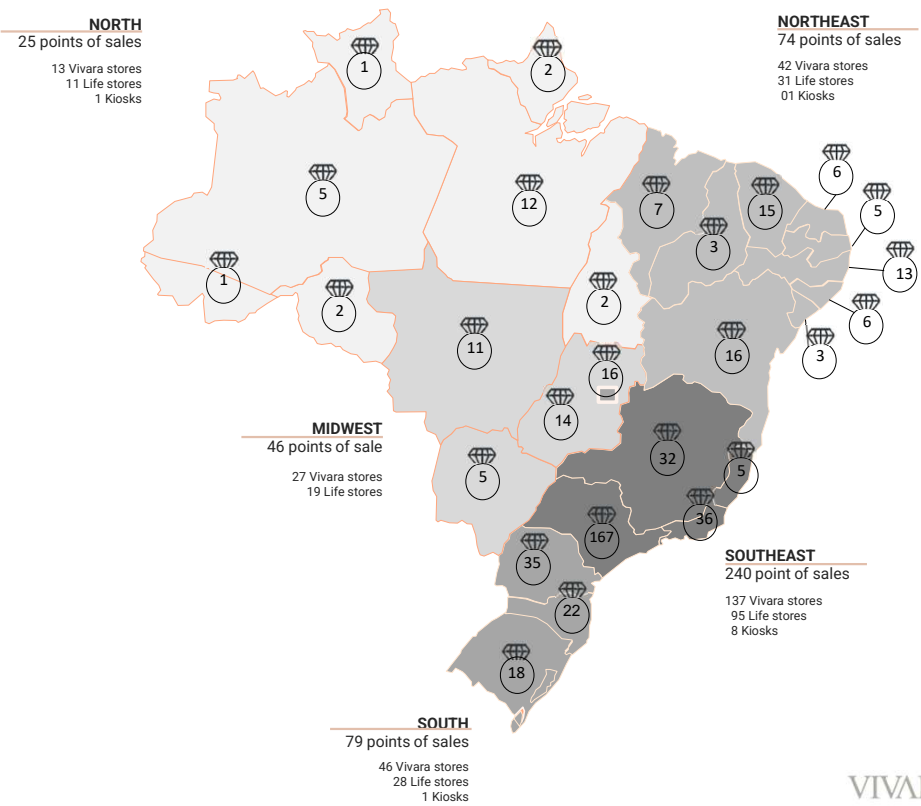 NORTH
25 points of sales
13 Vivara stores
11 Life stores
1 Kiosks
NORTHEAST
74 points of sales
42 Vivara stores
31 Life stores
01 Kiosks
1
2
5
12
7
3
15
6
5
13
6
3
1
2
2
11
16
16
14
5
32
5
36
167
35
22
18
MIDWEST
46 points of sale
27 Vivara stores
19 Life stores
SOUTHEAST
240 point of sales
137 Vivara stores
95 Life stores
8 Kiosks
SOUTH
79 points of sales
46 Vivara stores
28 Life stores
1 Kiosks